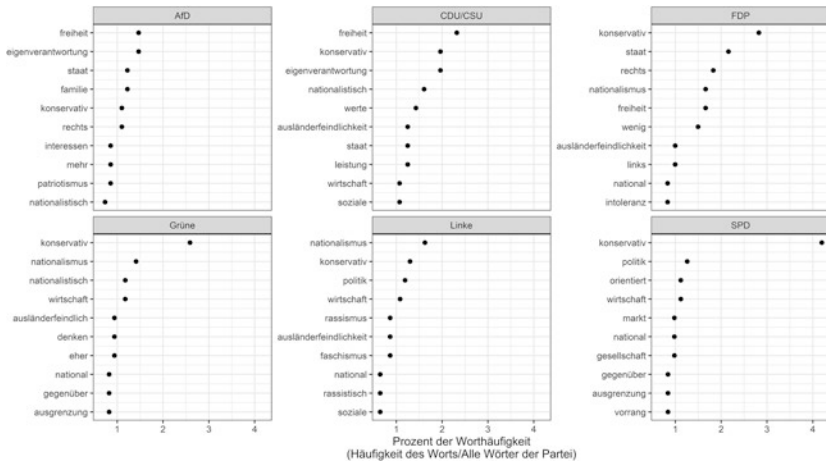 AfD
freiheit
eigenverantwortung
staat
familie
konservativ
rechts
interessen
mehr
patriotismus
nationalistisch
CDU/CSU
freiheit
konservativ
eigenverantwortung
nationalistisch
werte
ausländerfeindlichkeit
staat
leistung
wirtschaft
soziale
FDP
konservativ
staat
rechts
nationalismus
freiheit
wenig
ausländerfeindlichkeit
links
national
intoleranz
Grüne
konservativ
nationalismus
nationalistisch
wirtschaft
ausländerfeindlich
denken
eher
national
gegenüber
ausgrenzung
1 2 3 4
Linke
nationalismus
konservativ
politik
wirtschaft
rassismus
ausländerfeindlichkeit
faschismus
national
rassistisch
soziale
1 2 3 4
SPD
konservativ
politik
orientiert
wirtschaft
markt
national
gesellschaft
gegenüber
ausgrenzung
vorrang
1 2 3 4
Prozent der Worthäufigkeit
(Häufigkeit des Worts/Alle Wörter der Partei)